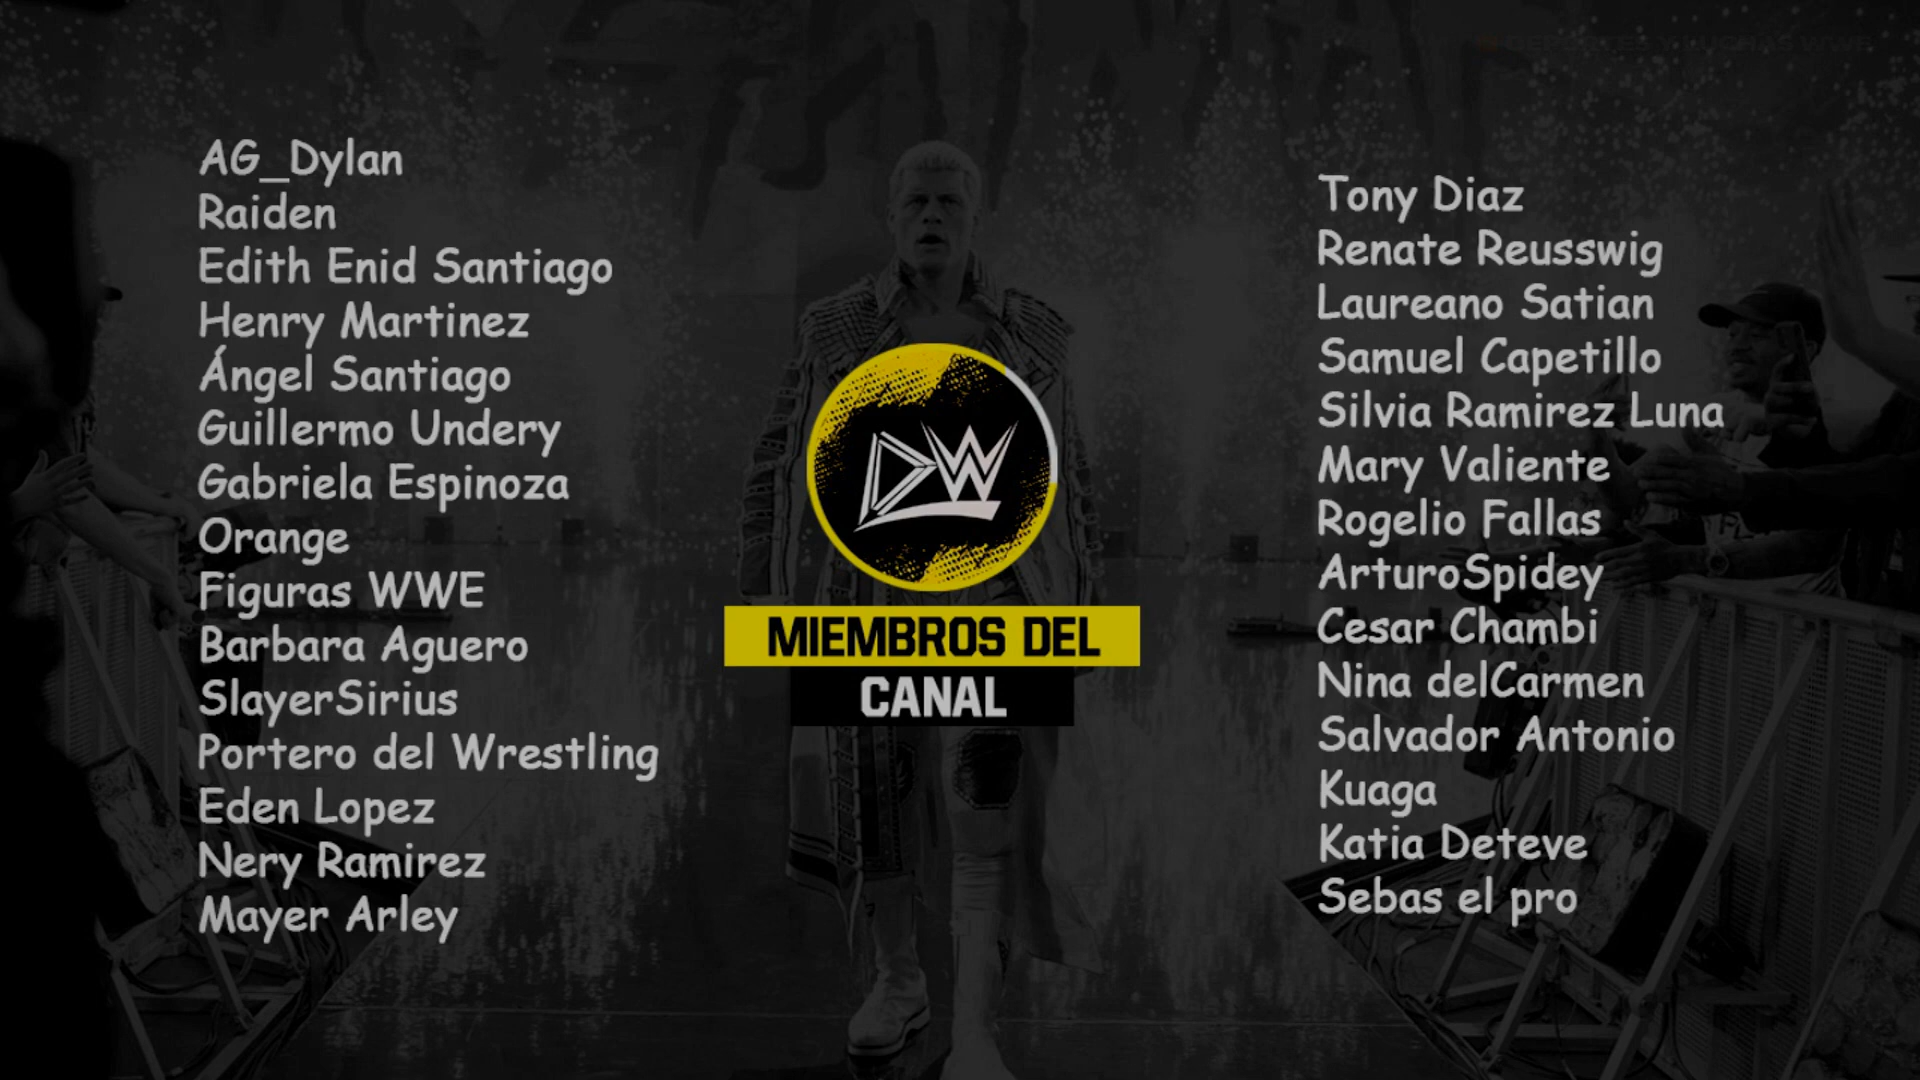 AG_Dylan
Raiden
Edith Enid Santiago
Henry Martinez
Ángel Santiago
Guillermo Undery
Gabriela Espinoza
Orange
Figuras WWE
Barbara Aguero
SlayerSirius
Portero del Wrestling
Eden Lopez
Nery Ramirez
Mayer Arley
DW
MIEMBROS DEL
CANAL
Tony Diaz
Renate Reusswig
Laureano Satian
Samuel Capetillo
Silvia Ramirez Luna
Mary Valiente
Rogelio Fallas
ArturoSpidey
Cesar Chambi
Nina delCarmen
Salvador Antonio
Kuaga
Katia Deteve
Sebas el pro